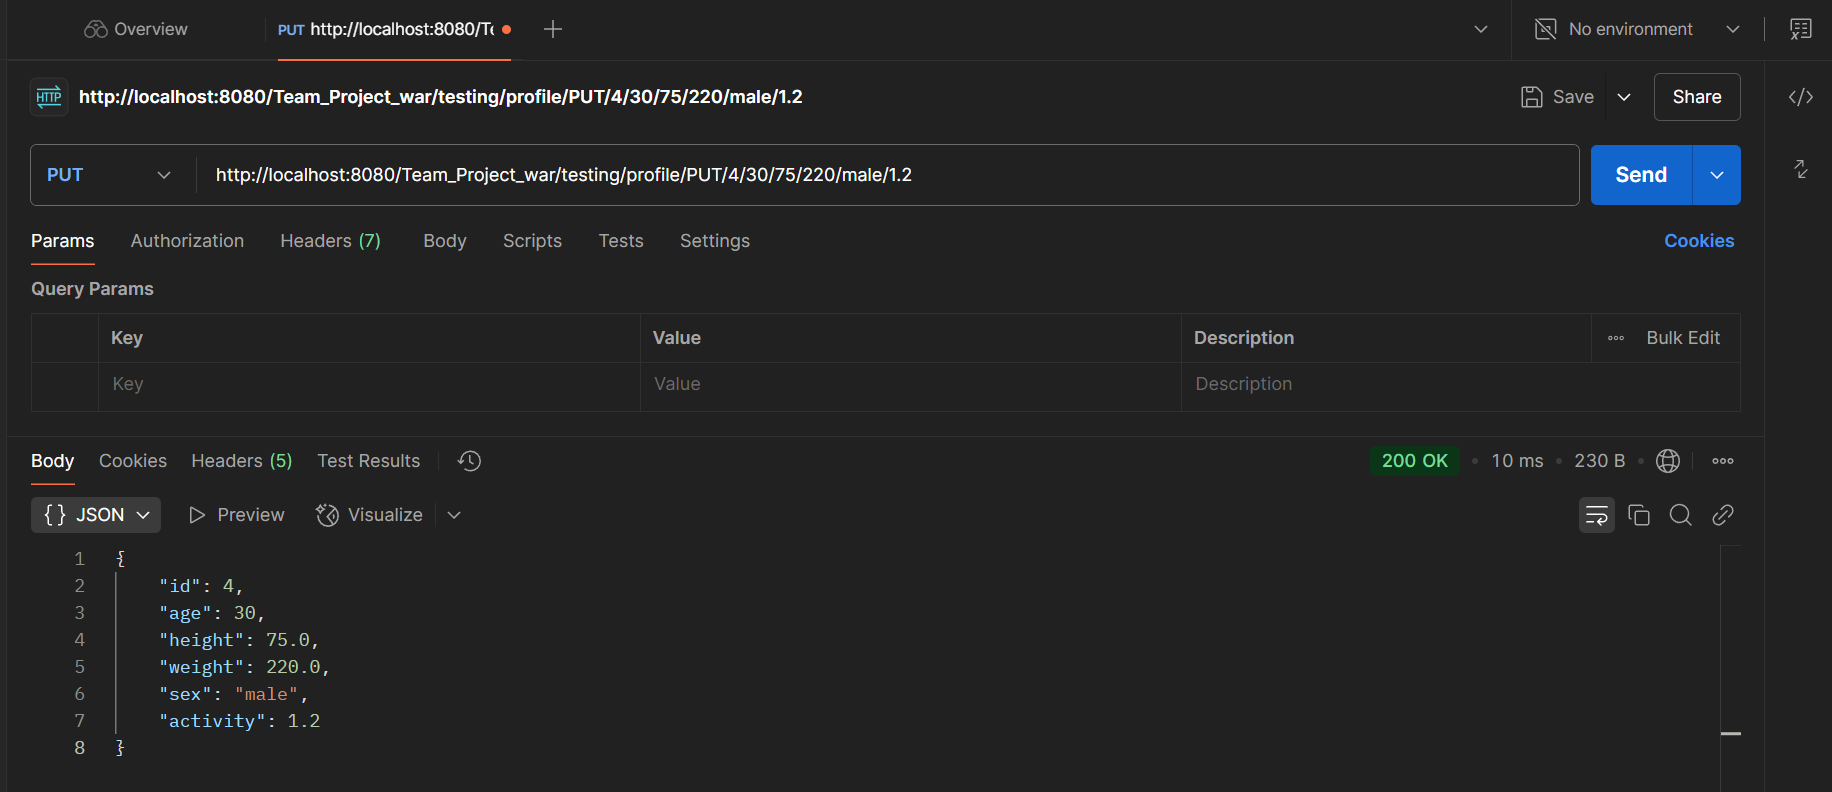 Overview PUT http://localhost:8080/Te No environment
HTTP http://localhost:8080/Team_Project_war/testing/profile/PUT/4/30/75/220/male/1.2 Save Share
PUT http://localhost:8080/Team_Project_war/testing/profile/PUT/4/30/75/220/male/1.2 Send
Params Authorization Headers (7) Body Scripts Tests Settings Cookies
Query Params
Key Value Description Bulk Edit
Key Value Description
Body Cookies Headers (5) Test Results 200 OK • 10 ms • 230 B •
{ } JSON Preview Visualize
1 {
2 "id": 4,
3 "age": 30,
4 "height": 75.0,
5 "weight": 220.0,
6 "sex": "male",
7 "activity": 1.2
8 }